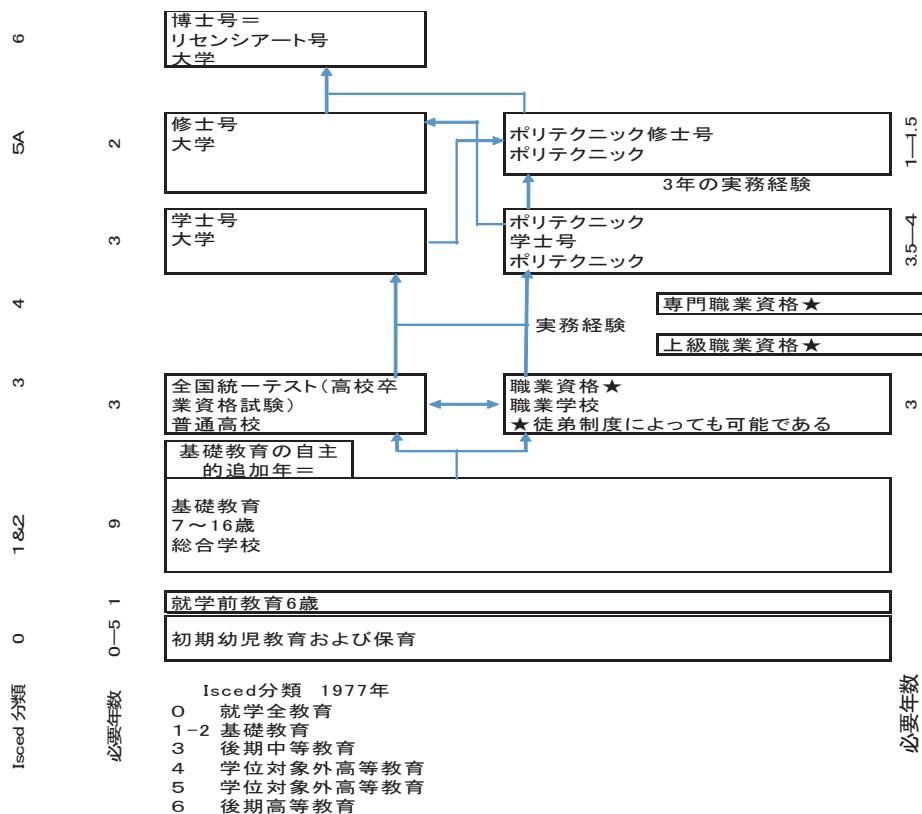 6
博士号＝
リセンシアート号
大学
5A
2
修士号
大学
ポリテクニック修士号
ポリテクニック
1―1.5
3年の実務経験
3
学士号
大学
ポリテクニック
学士号
ポリテクニック
3.5―4
4
専門職業資格★
実務経験
上級職業資格★
3
3
全国統一テスト（高校卒
業資格試験）
普通高校
職業資格★
職業学校
★徒弟制度によっても可能である
3
基礎教育の自主
的追加年＝
1&2
9
基礎教育
7～16歳
総合学校
1
就学前教育6歳
0
0―5
初期幼児教育および保育
Isced 分類
必要年数
必要年数
Isced分類 1977年
0 就学全教育
1-2 基礎教育
3 後期中等教育
4 学位対象外高等教育
5 学位対象外高等教育
6 後期高等教育